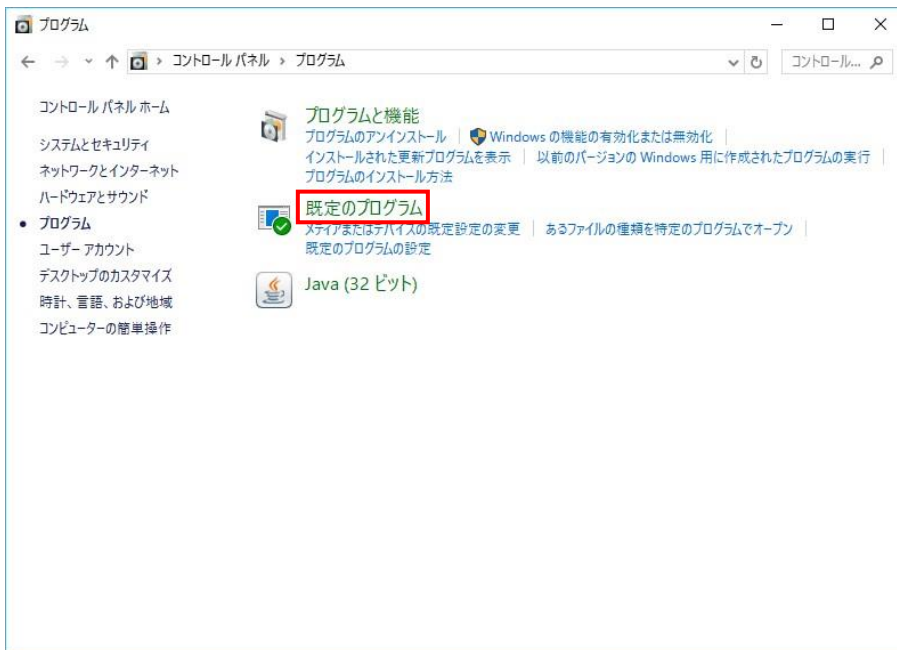 プログラム
コントロール パネル › プログラム
コントロール...
コントロール パネル ホーム
システムとセキュリティ
ネットワークとインターネット
ハードウェアとサウンド
プログラム
ユーザー アカウント
デスクトップのカスタマイズ
時計、言語、および地域
コンピューターの簡単操作
プログラムと機能
プログラムのアンインストール | Windows の機能の有効化または無効化 |
インストールされた更新プログラムを表示 | 以前のバージョンの Windows 用に作成されたプログラムの実行 |
プログラムのインストール方法
既定のプログラム
メディアまたはデバイスの既定設定の変更 | あるファイルの種類を特定のプログラムでオープン |
既定のプログラムの設定
Java (32 ビット)